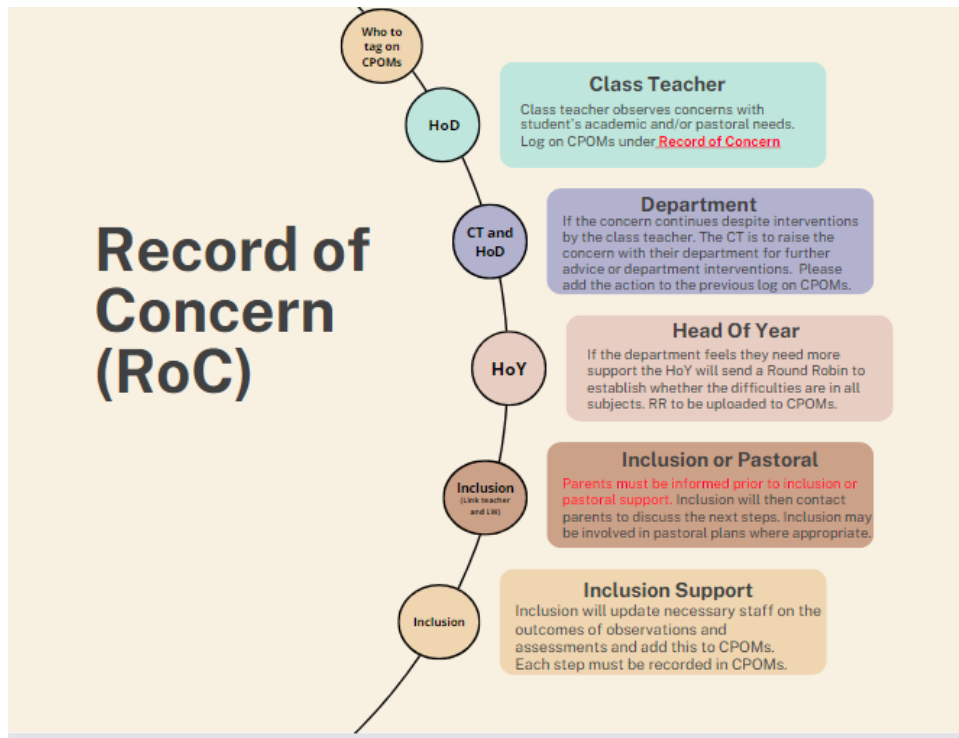 Record of
Concern
(RoC)
Who to
tag on
CPOMs
HoD
Class Teacher
Class teacher observes concerns with
student's academic and/or pastoral needs.
Log on CPOMs under Record of Concern
CT and
HoD
Department
If the concern continues despite interventions
by the class teacher. The CT is to raise the
concern with their department for further
advice or department interventions. Please
add the action to the previous log on CPOMs.
HoY
Head Of Year
If the department feels they need more
support the HoY will send a Round Robin to
establish whether the difficulties are in all
subjects. RR to be uploaded to CPOMs.
Inclusion
(Link teacher
and LW)
Inclusion or Pastoral
Parents must be informed prior to inclusion or
pastoral support. Inclusion will then contact
parents to discuss the next steps. Inclusion may
be involved in pastoral plans where appropriate.
Inclusion
Inclusion Support
Inclusion will update necessary staff on the
outcomes of observations and
assessments and add this to CPOMs.
Each step must be recorded in CPOMs.